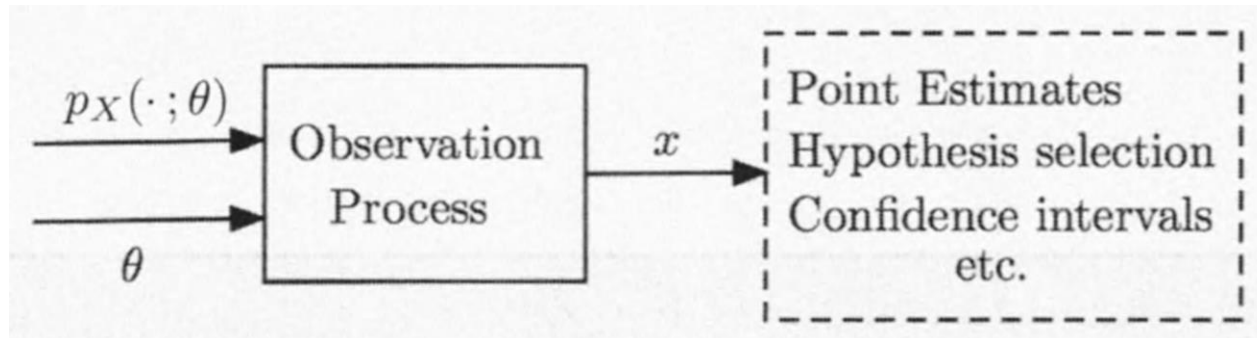 p_X(· ; θ)
θ
Observation
Process
x
Point Estimates
Hypothesis selection
Confidence intervals
etc.